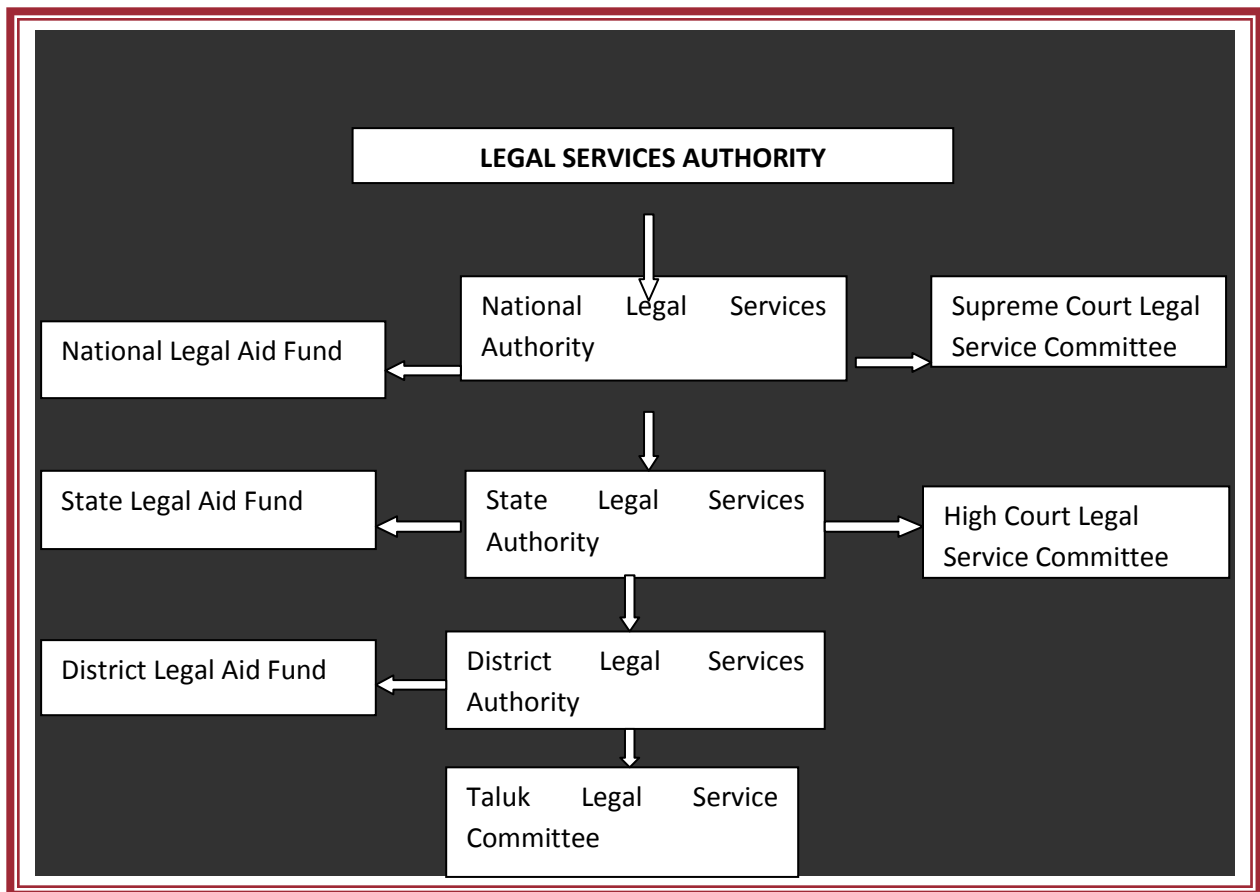 LEGAL SERVICES AUTHORITY
National Legal Services
Authority
Supreme Court Legal
Service Committee
National Legal Aid Fund
State Legal Aid Fund
State Legal Services
Authority
High Court Legal
Service Committee
District Legal Aid Fund
District Legal Services
Authority
Taluk Legal Service
Committee